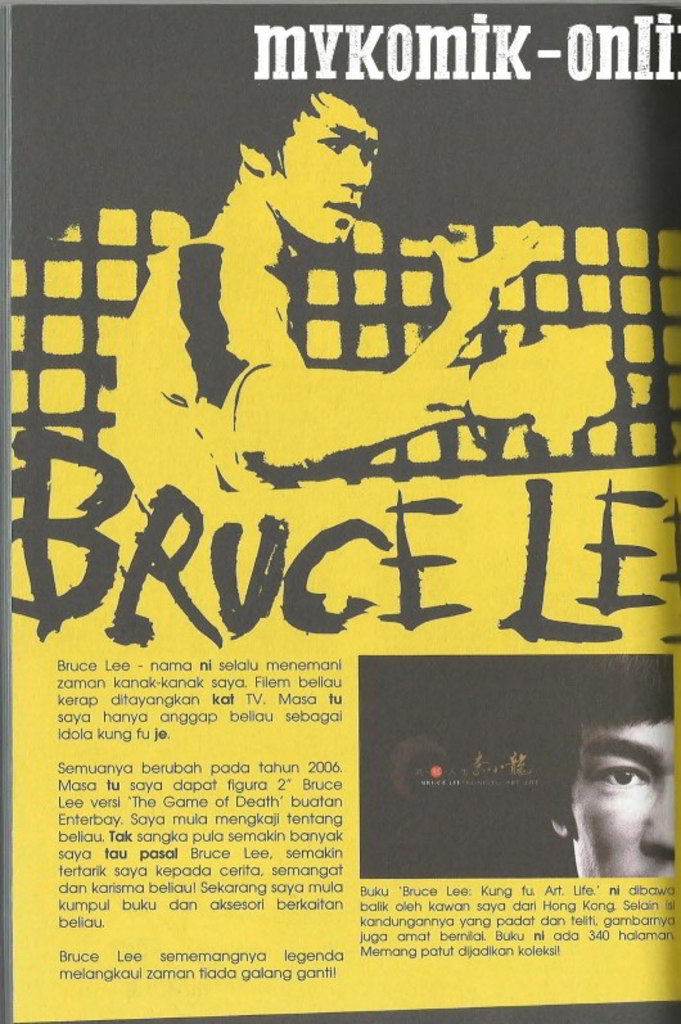 mykomik-onli
BRUCE LE
Bruce Lee - nama ni selalu menemani
zaman kanak-kanak saya. Filem beliau
kerap ditayangkan kat TV. Masa tu
saya hanya anggap beliau sebagai
idola kung fu je.
Semuanya berubah pada tahun 2006.
Masa tu saya dapat figura 2" Bruce
Lee versi 'The Game of Death' buatan
Enterbay. Saya mula mengkaji tentang
beliau. Tak sangka pula semakin banyak
saya tau pasal Bruce Lee, semakin
tertarik saya kepada cerita, semangat
dan karisma beliau! Sekarang saya mula
kumpul buku dan aksesori berkaitan
beliau.
Bruce Lee sememangnya legenda
melangkaui zaman tiada galang ganti!
李小龍
BRUCE LEE
Buku 'Bruce Lee: Kung fu. Art. Life.' ni dibawa
balik oleh kawan saya dari Hong Kong. Selain isi
kandungannya yang padat dan teliti, gambarnya
juga amat bernilai. Buku ni ada 340 halaman.
Memang patut dijadikan koleksi!